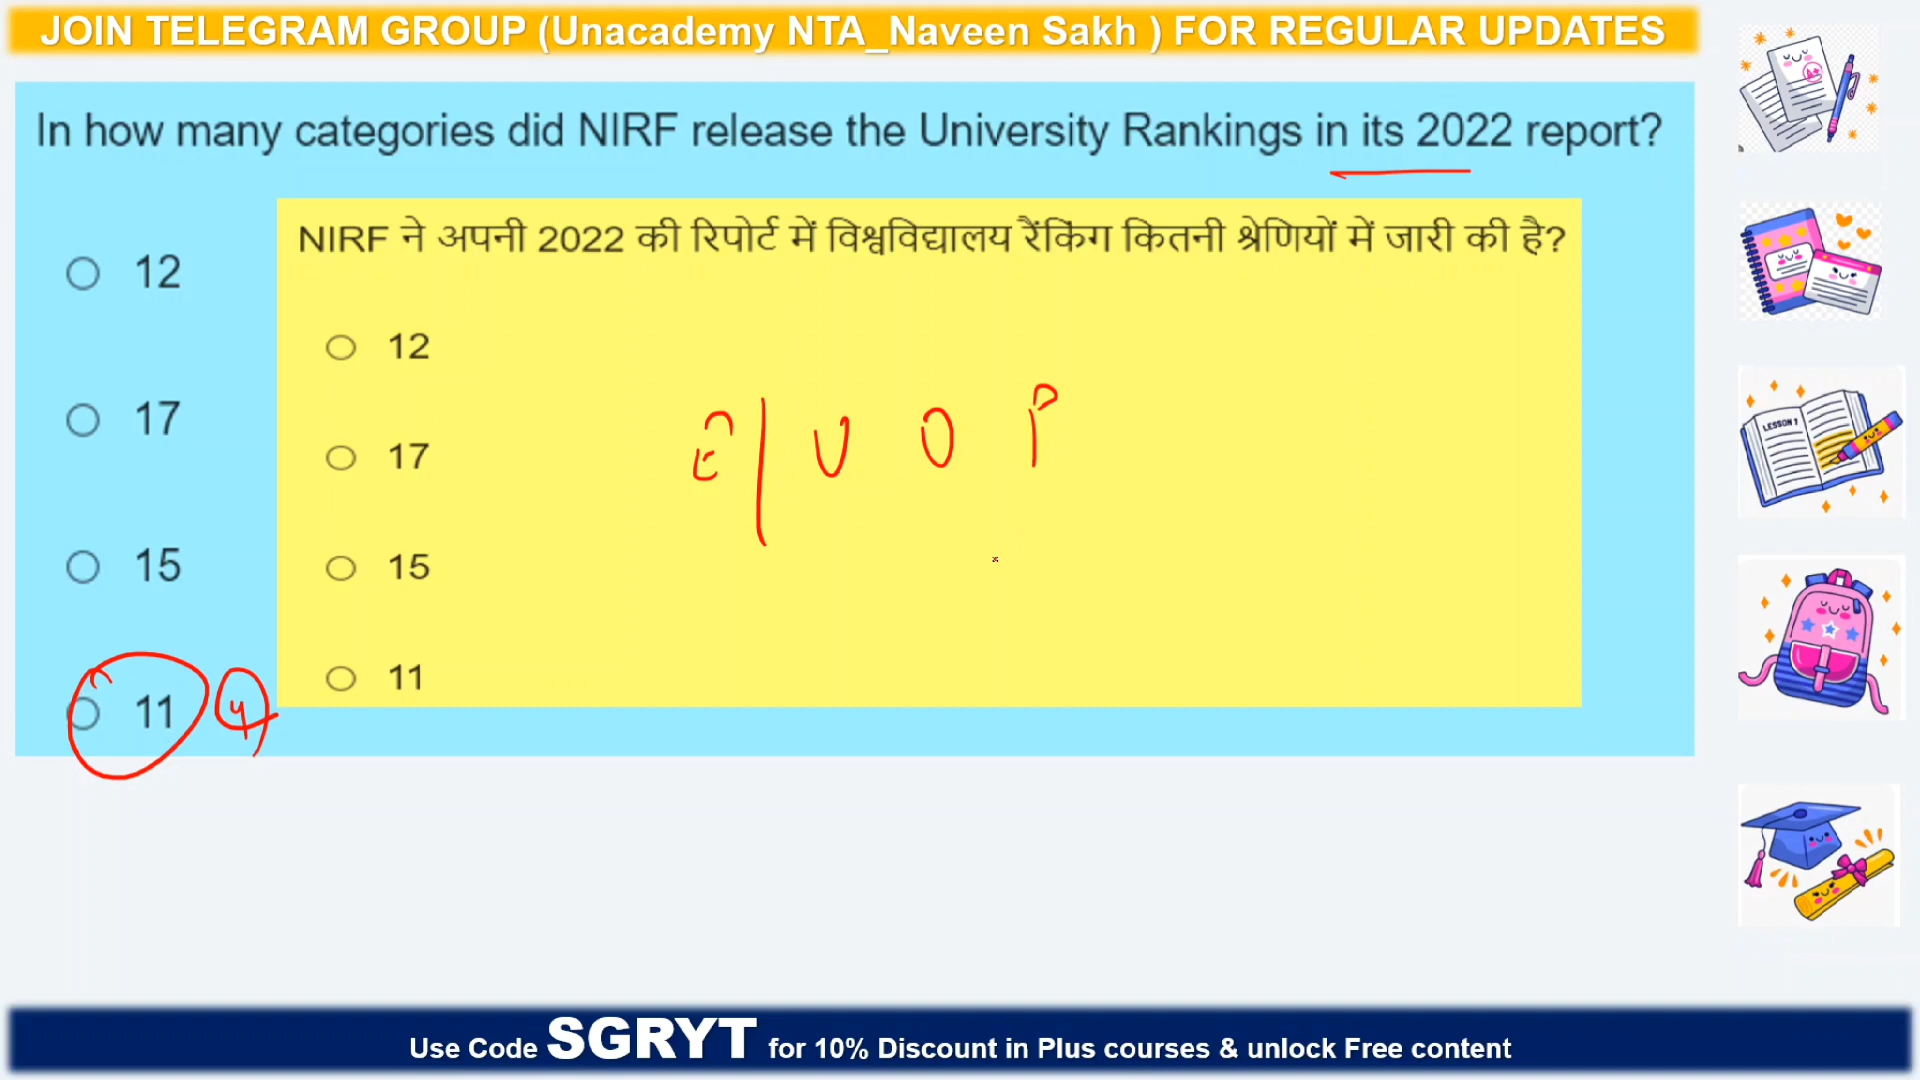 JOIN TELEGRAM GROUP (Unacademy NTA_Naveen Sakh ) FOR REGULAR UPDATES
In how many categories did NIRF release the University Rankings in its 2022 report?
12
17
15
11
4
NIRF ने अपनी 2022 की रिपोर्ट में विश्वविद्यालय रैंकिंग कितनी श्रेणियों में जारी की है?
12
17
15
11
U O P
A+
LESSON 1
Use Code SGRYT for 10% Discount in Plus courses & unlock Free content